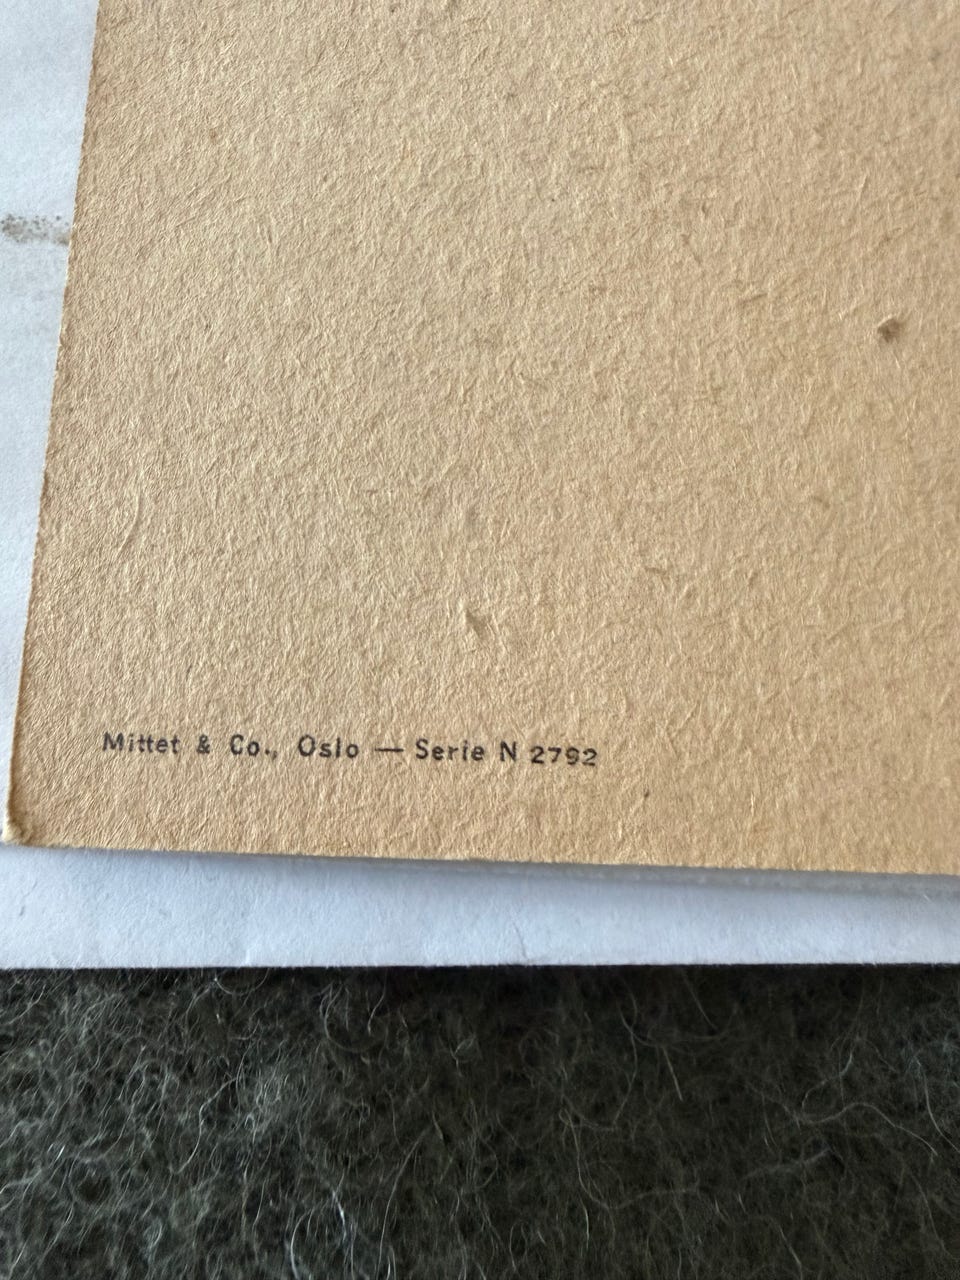 Mittet & Co., Oslo — Serie N 2792